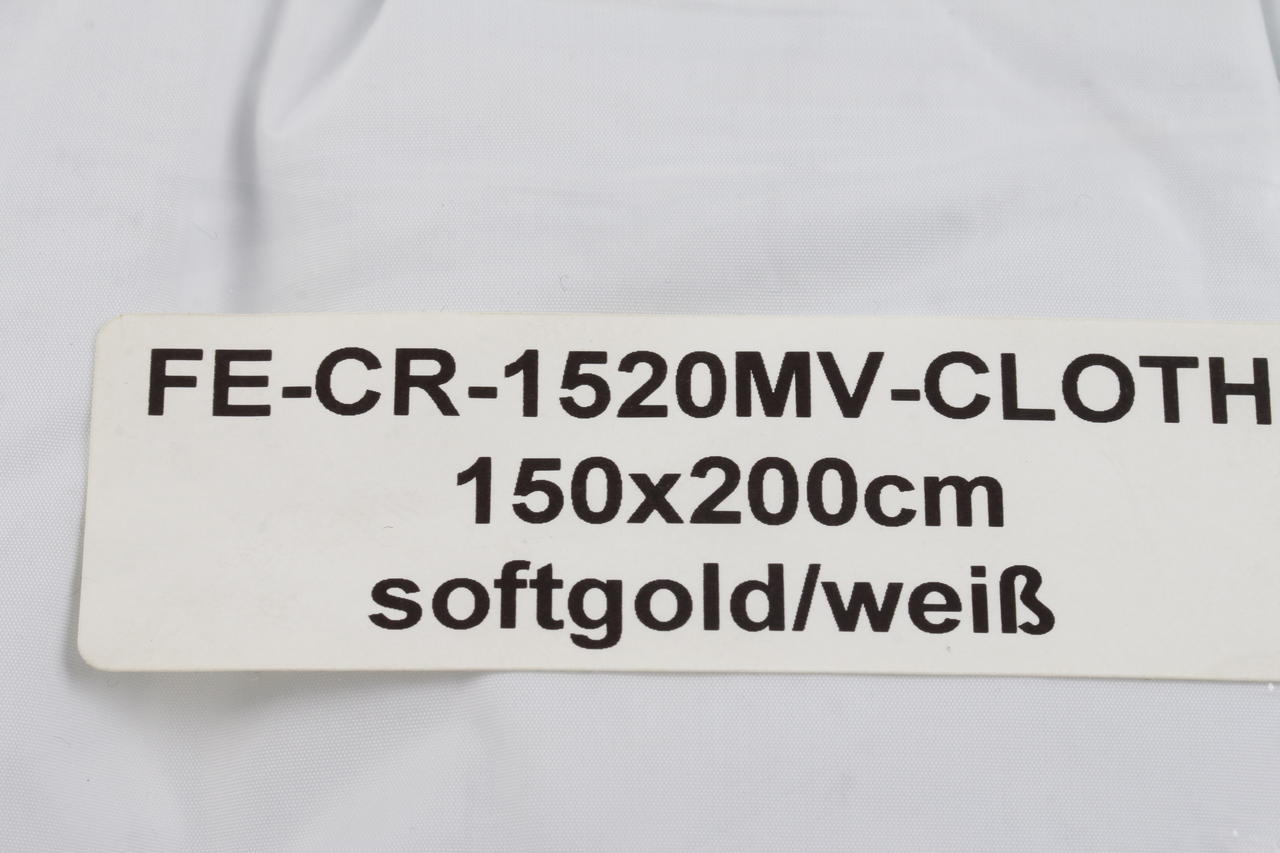 FE-CR-1520MV-CLOTH
150x200cm
softgold/weiß